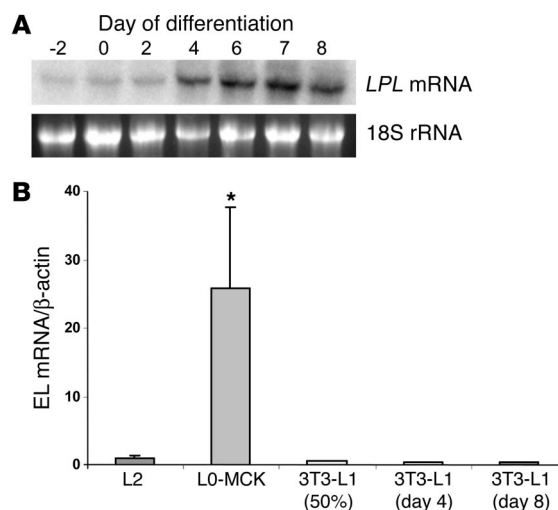 A
Day of differentiation
-2 0 2 4 6 7 8
LPL mRNA
18S rRNA
B
EL mRNA/β-actin
40
30
20
10
0
*
L2 L0-MCK 3T3-L1 3T3-L1 3T3-L1
(50%) (day 4) (day 8)